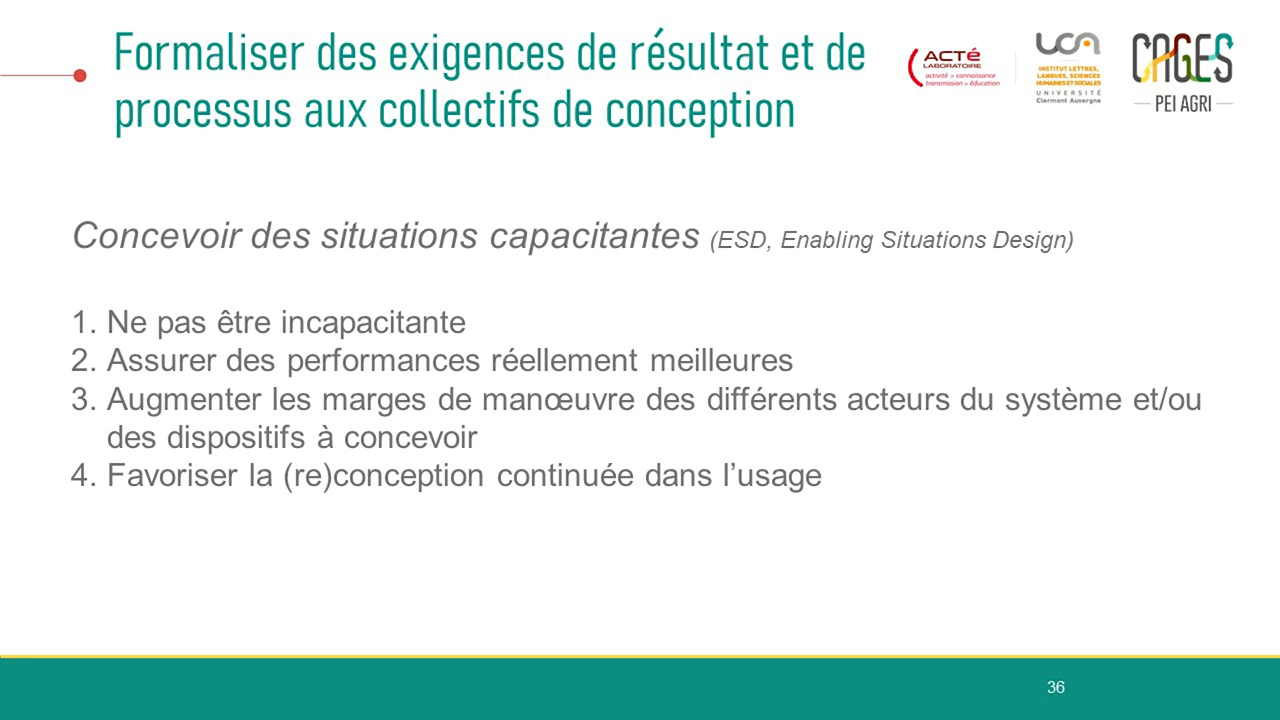 Formaliser des exigences de résultat et de
processus aux collectifs de conception
ACTé
LABORATOIRE
activité > connaissance
transmission > éducation
UCA
INSTITUT LETTRES,
LANGUES, SCIENCES
HUMAINES ET SOCIALES
UNIVERSITÉ
Clermont Auvergne
CAGES
PEI AGRI
Concevoir des situations capacitantes (ESD, Enabling Situations Design)
1. Ne pas être incapacitante
2. Assurer des performances réellement meilleures
3. Augmenter les marges de manœuvre des différents acteurs du système et/ou
des dispositifs à concevoir
4. Favoriser la (re)conception continuée dans l’usage
36